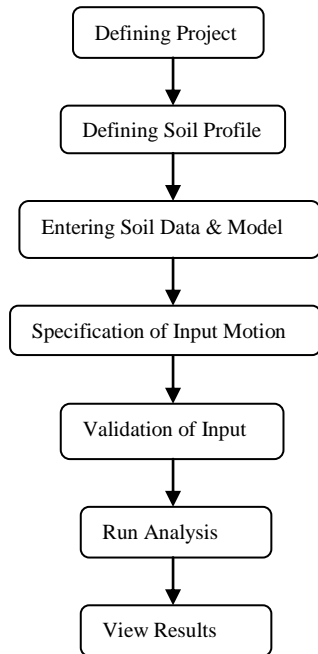 Defining Project
Defining Soil Profile
Entering Soil Data & Model
Specification of Input Motion
Validation of Input
Run Analysis
View Results